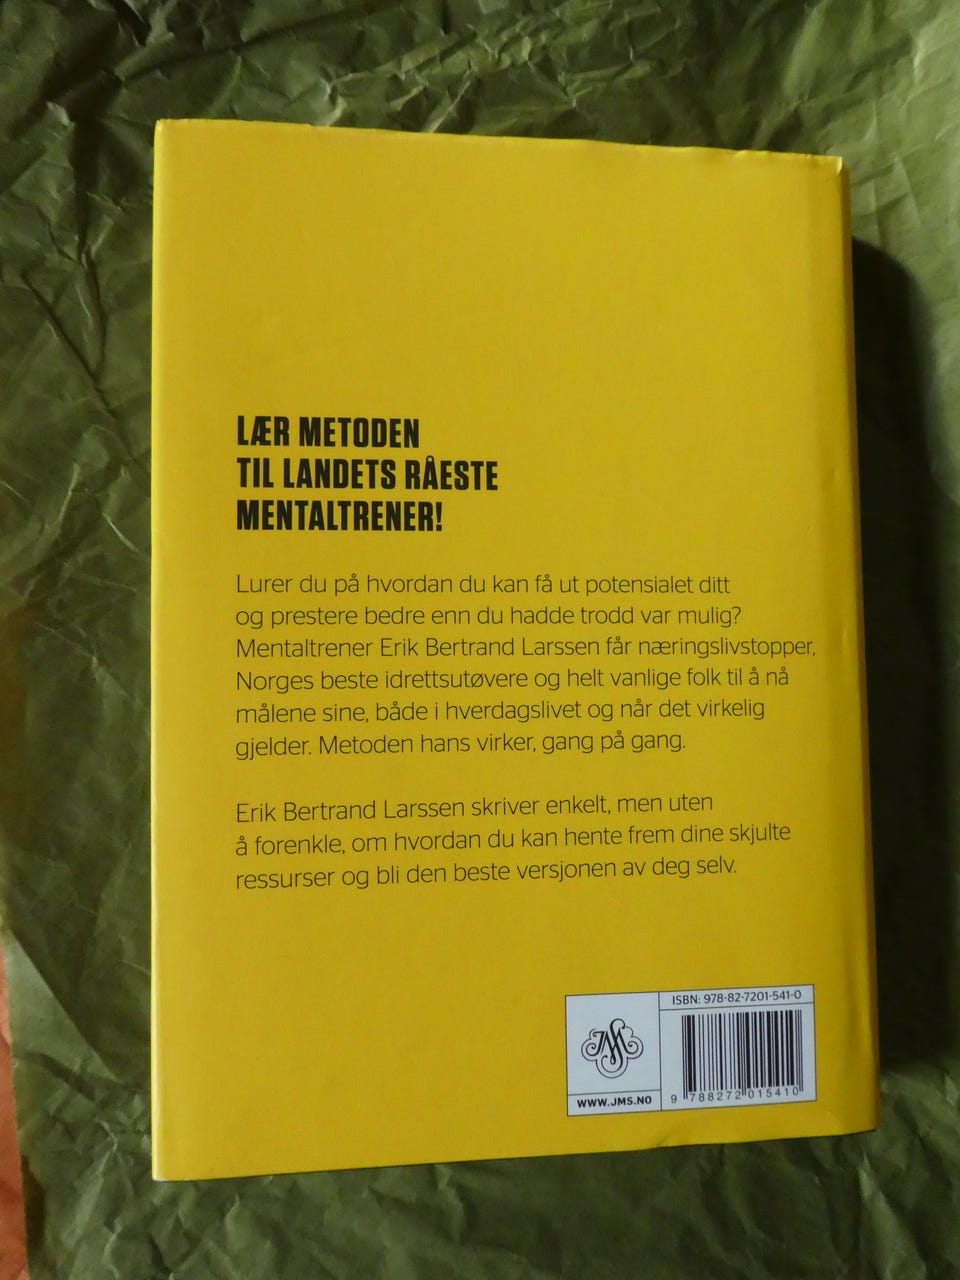 LÆR METODEN
TIL LANDETS RÅESTE
MENTALTRENER!
Lurer du på hvordan du kan få ut potensialet ditt
og prestere bedre enn du hadde trodd var mulig?
Mentaltrener Erik Bertrand Larssen får næringslivstopper,
Norges beste idrettsutøvere og helt vanlige folk til å nå
målene sine, både i hverdagslivet og når det virkelig
gjelder. Metoden hans virker, gang på gang.
Erik Bertrand Larssen skriver enkelt, men uten
å forenkle, om hvordan du kan hente frem dine skjulte
ressurser og bli den beste versjonen av deg selv.
ISBN: 978-82-7201-541-0
JMS
WWW.JMS.NO
9 788272 015410